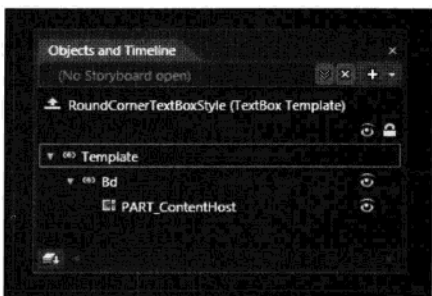 Objects and Timeline
(No Storyboard open)
RoundCornerTextBoxStyle (TextBox Template)
Template
Bd
PART_ContentHost